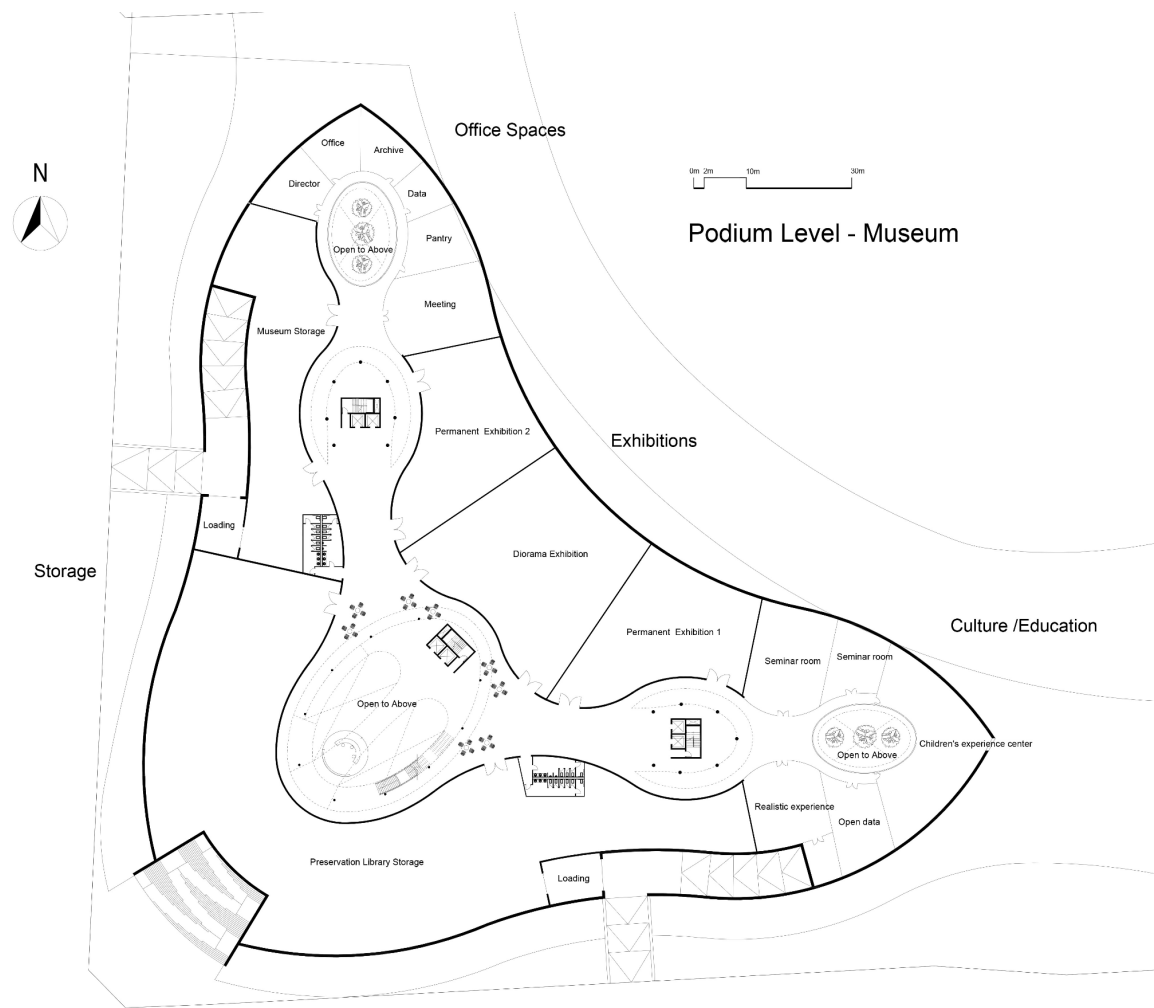 Office Spaces
Office
Archive
N
0m 2m 10m 30m
Director
Data
Podium Level - Museum
Pantry
Open to Above
Meeting
Museum Storage
Permanent Exhibition 2
Exhibitions
Loading
Diorama Exhibition
Storage
Culture /Education
Permanent Exhibition 1
Seminar room
Seminar room
Open to Above
Children's experience center
Open to Above
Realistic experience
Open data
Preservation Library Storage
Loading